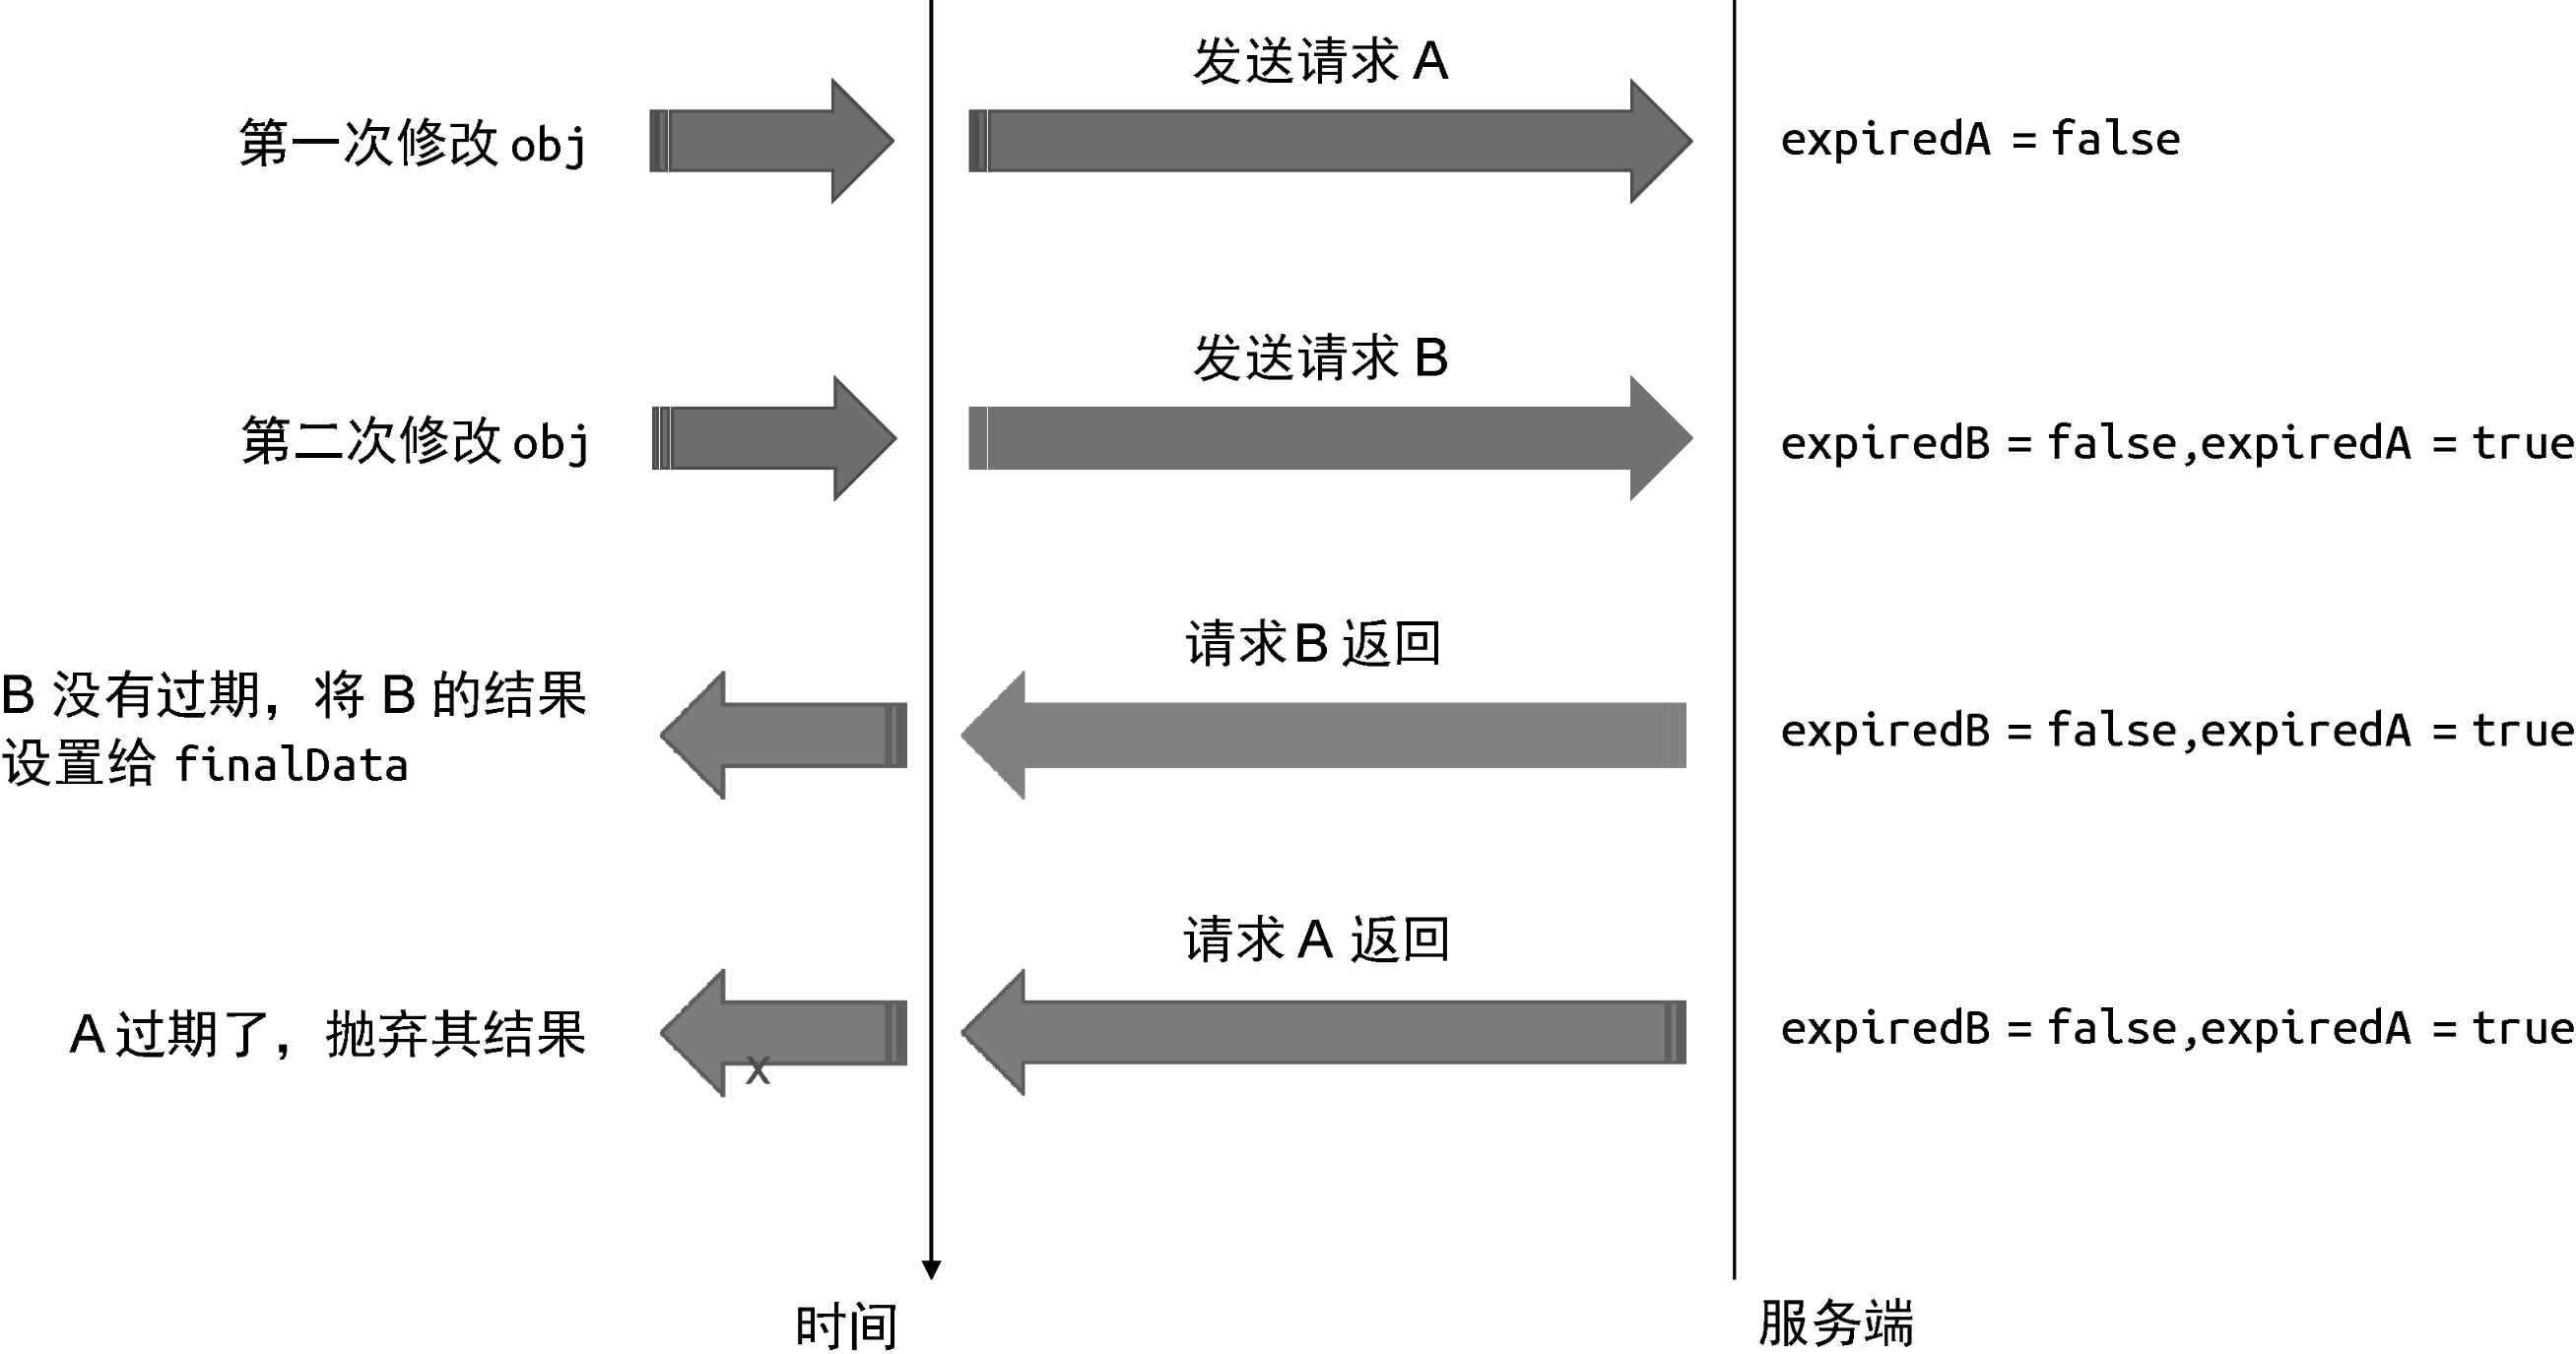 发送请求 A
第一次修改 obj
expiredA = false
发送请求 B
第二次修改 obj
expiredB = false,expiredA = true
请求B 返回
B 没有过期，将 B 的结果
设置给 finalData
expiredB = false,expiredA = true
请求 A 返回
A 过期了，抛弃其结果
X
expiredB = false,expiredA = true
时间
服务端